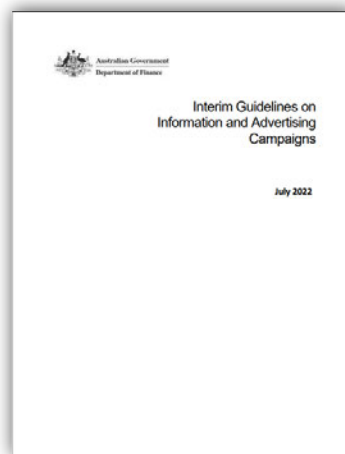 Australian Government
Department of Finance
Interim Guidelines on
Information and Advertising
Campaigns
July 2022